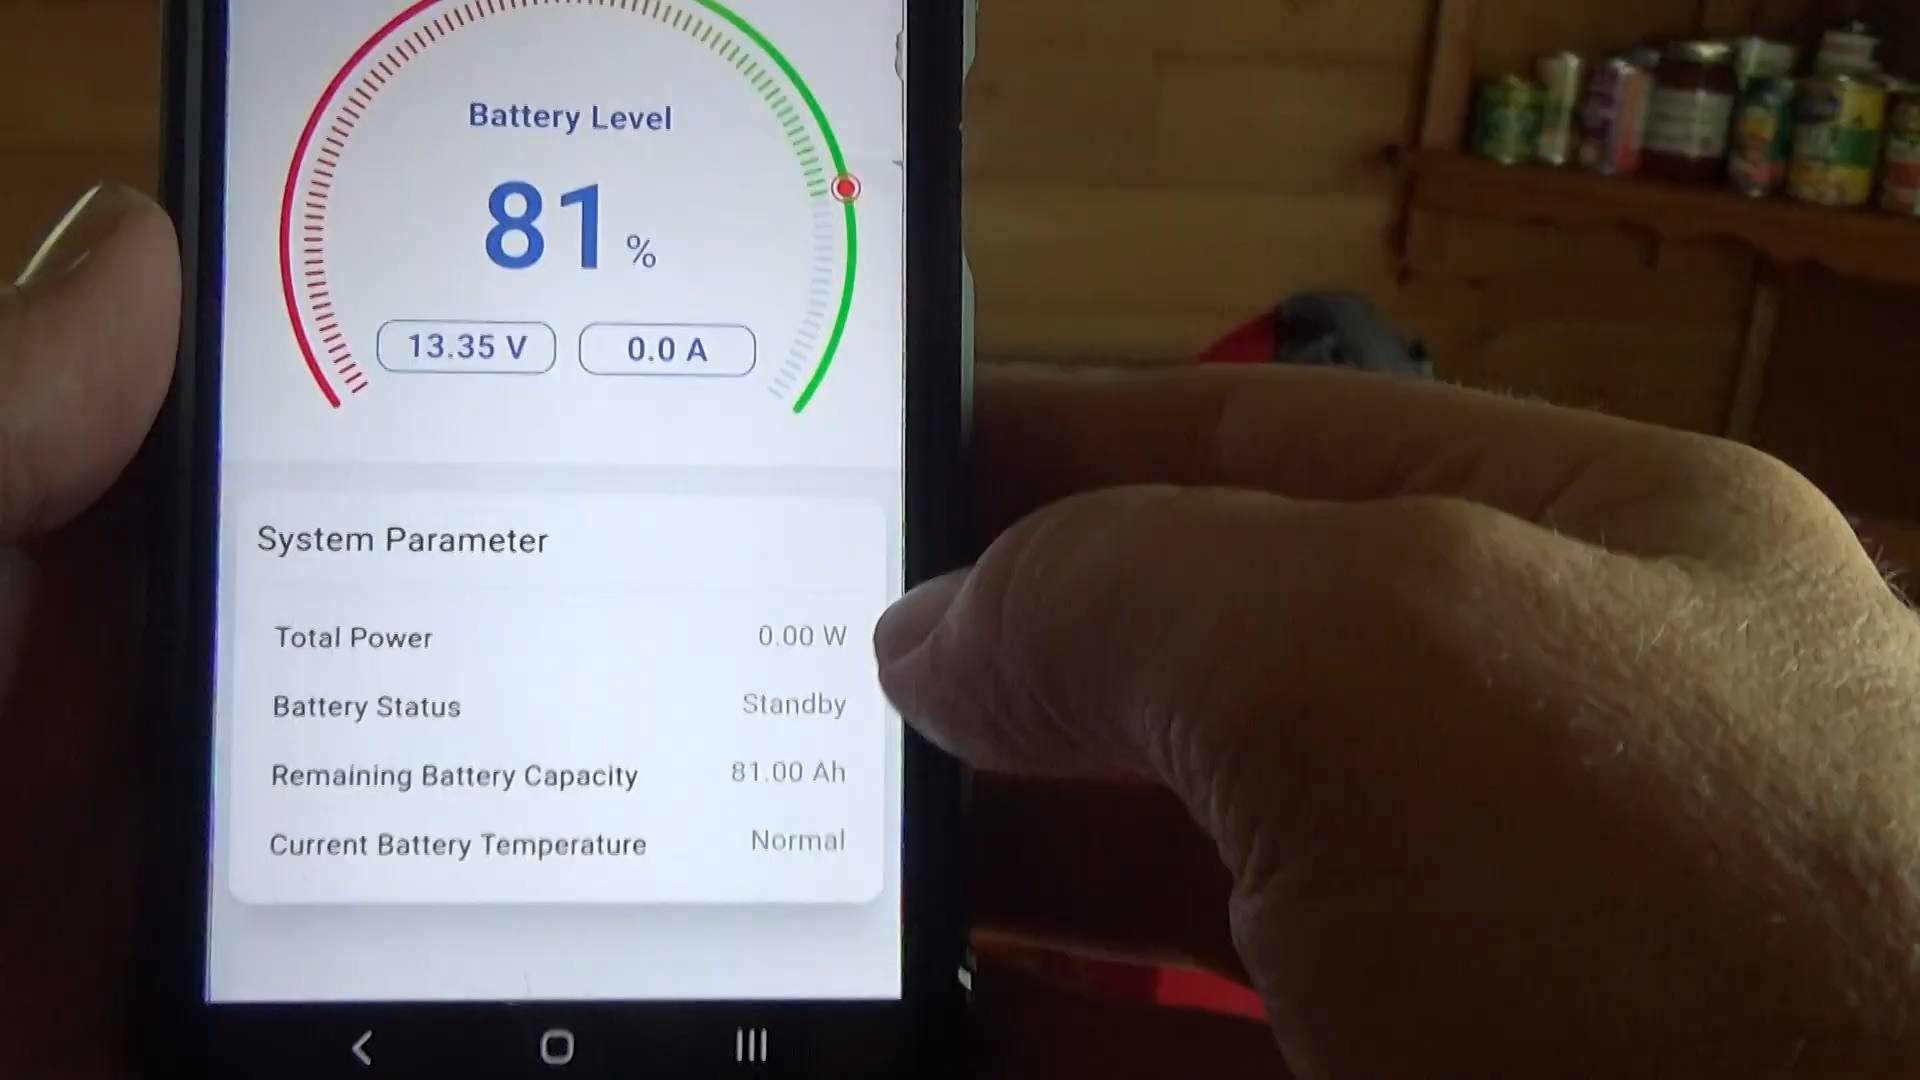 Battery Level
81 %
13.35 V
0.0 A
System Parameter
Total Power 0.00 W
Battery Status Standby
Remaining Battery Capacity 81.00 Ah
Current Battery Temperature Normal